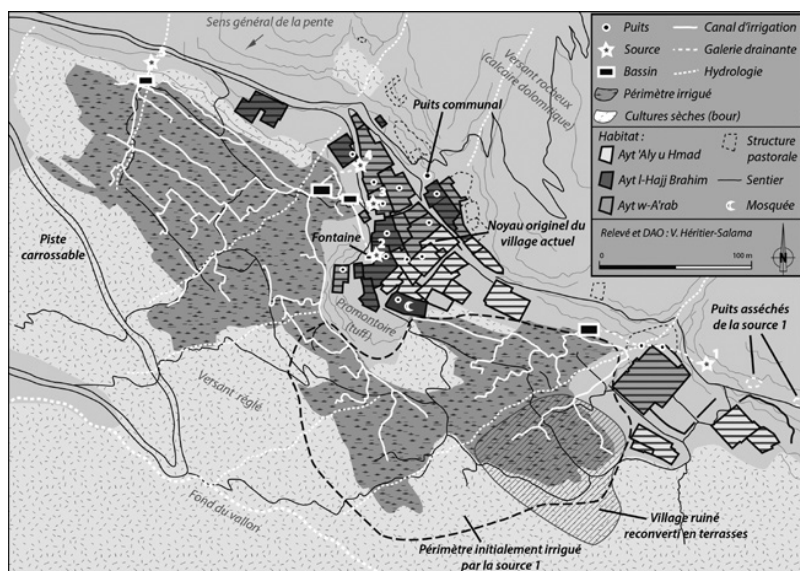 Sens général de la pente
Versant rocheux
(calcaire dolomitique)
Puits communal
Noyau originel du
village actuel
Fontaine
Promontoire
(tuff)
Piste
carrossable
Versant réglé
Fond du vallon
Périmètre initialement irrigué
par la source 1
Village ruiné
reconverti en terrasses
Puits asséchés
de la source 1
1
2
3
4
Puits
Canal d'irrigation
Source
Galerie drainante
Bassin
Hydrologie
Périmètre irrigué
Cultures sèches (bour)
Habitat :
Ayt 'Aly u Hmad
Structure
pastorale
Ayt l-Hajj Brahim
Sentier
Ayt w-A'rab
Mosquée
Relevé et DAO : V. Héritier-Salama
0
100 m
N